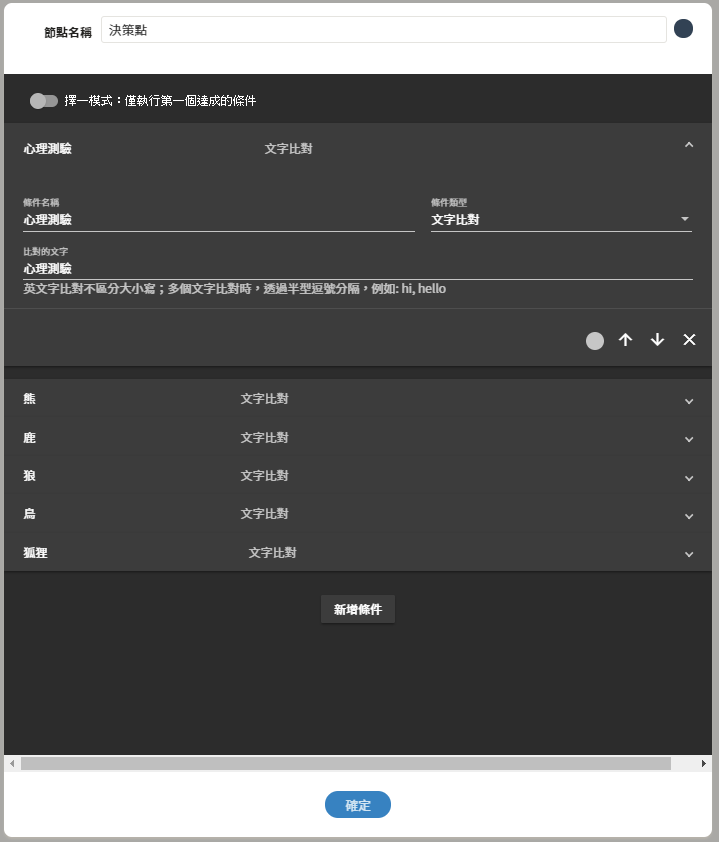 節點名稱 決策點
擇一模式：僅執行第一個達成的條件
心理測驗 文字比對
條件名稱 條件類型
心理測驗 文字比對
比對的文字
心理測驗
英文字比對不區分大小寫；多個文字比對時，透過半型逗號分隔，例如: hi, hello
熊 文字比對
鹿 文字比對
狼 文字比對
鳥 文字比對
狐狸 文字比對
新增條件
確定